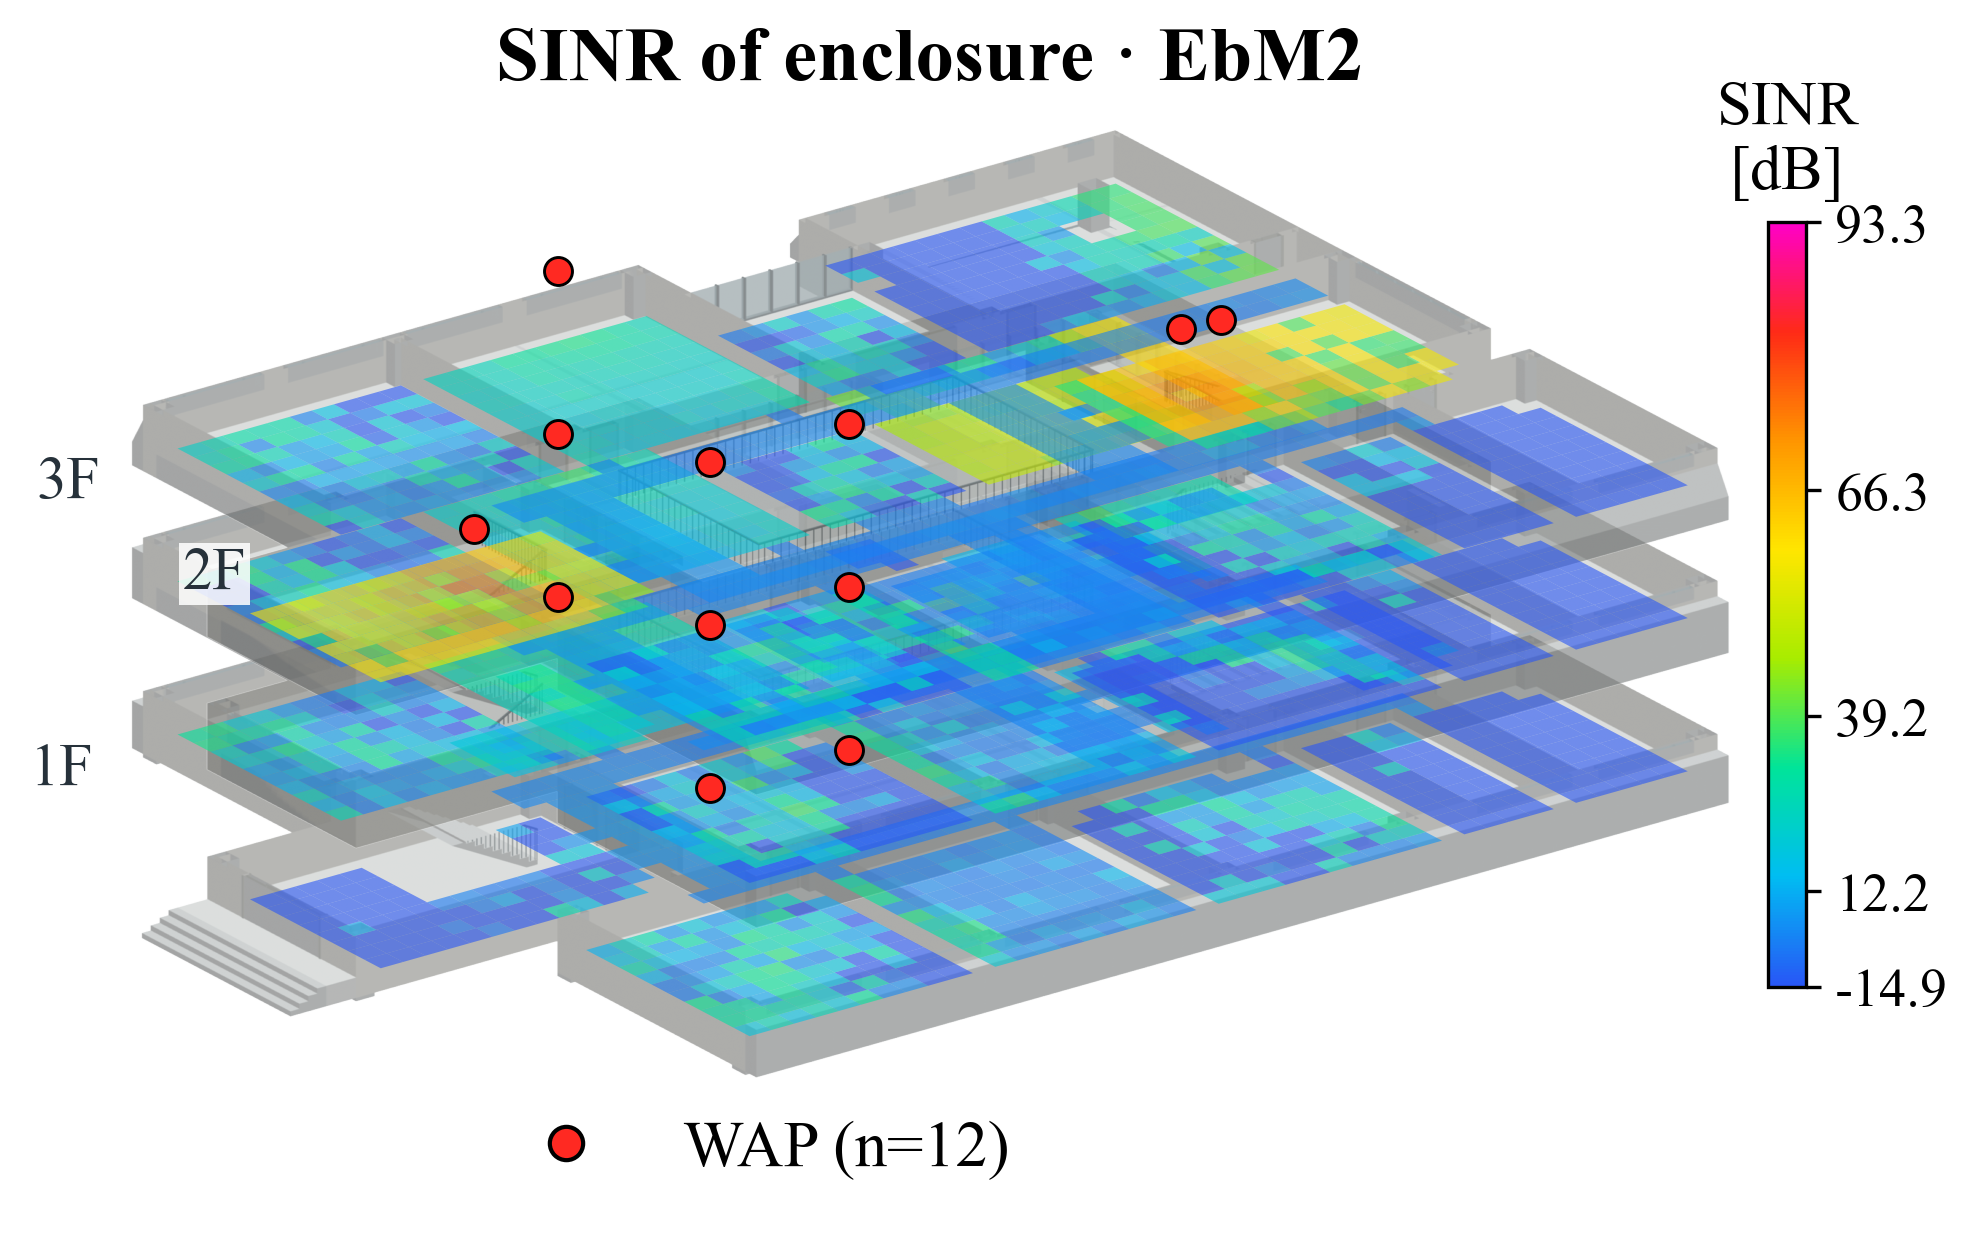 SINR of enclosure · EbM2
SINR
[dB]
93.3
66.3
39.2
12.2
-14.9
3F
2F
1F
WAP (n=12)